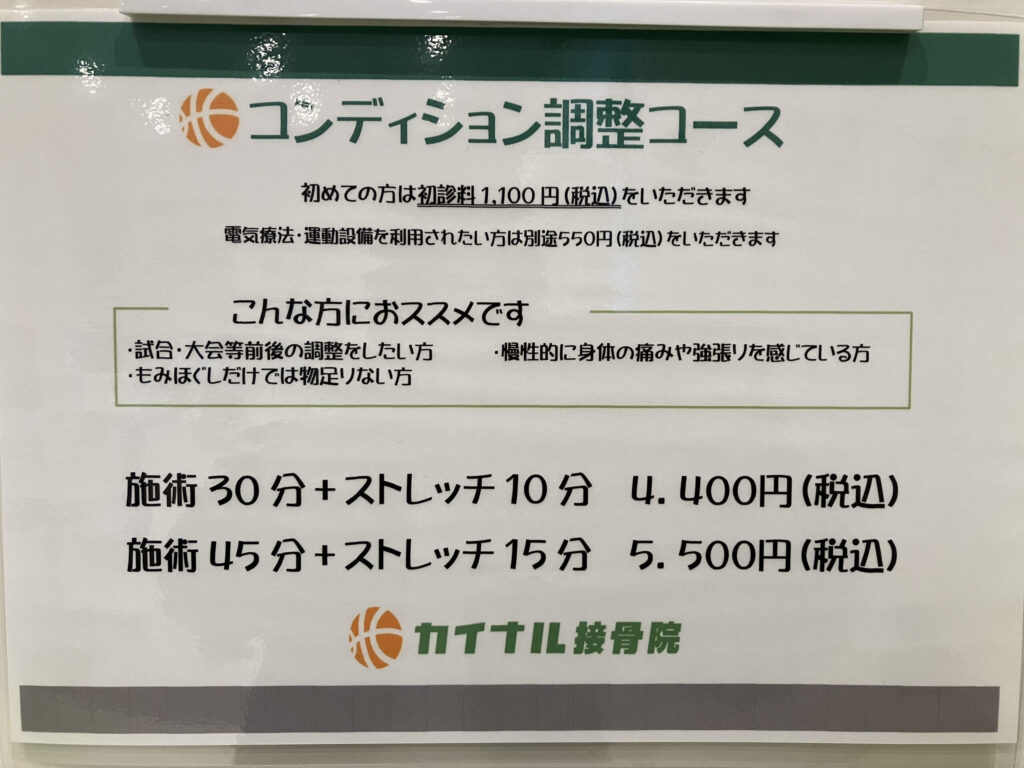 コンディション調整コース
初めての方は初診料1,100円(税込)をいただきます
電気療法・運動設備を利用されたい方は別途550円(税込)をいただきます
こんな方におススメです
・試合・大会等前後の調整をしたい方 ・慢性的に身体の痛みや強張りを感じている方
・もみほぐしだけでは物足りない方
施術30分+ストレッチ10分 4.400円(税込)
施術45分+ストレッチ15分 5.500円(税込)
カイナル接骨院